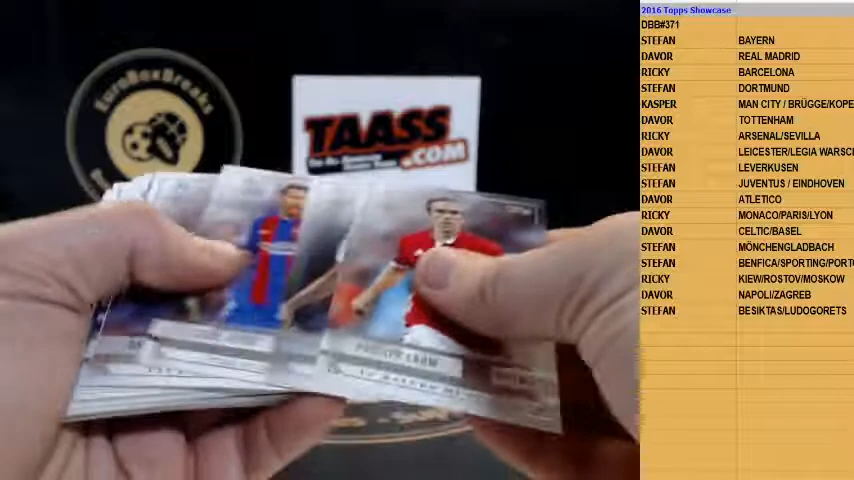 2016 Topps Showcase
DBB#371
STEFAN BAYERN
DAVOR REAL MADRID
RICKY BARCELONA
STEFAN DORTMUND
KASPER MAN CITY / BRÜGGE/KOPE
DAVOR TOTTENHAM
RICKY ARSENAL/SEVILLA
DAVOR LEICESTER/LEGIA WARSC
STEFAN LEVERKUSEN
STEFAN JUVENTUS / EINDHOVEN
DAVOR ATLETICO
RICKY MONACO/PARIS/LYON
DAVOR CELTIC/BASEL
STEFAN MÖNCHENGLADBACH
STEFAN BENFICA/SPORTING/PORT
RICKY KIEW/ROSTOV/MOSKOW
DAVOR NAPOLI/ZAGREB
STEFAN BESIKTAS/LUDOGORETS
EuroBoxBreaks
TAASS
.COM
PHILIPP LAHM